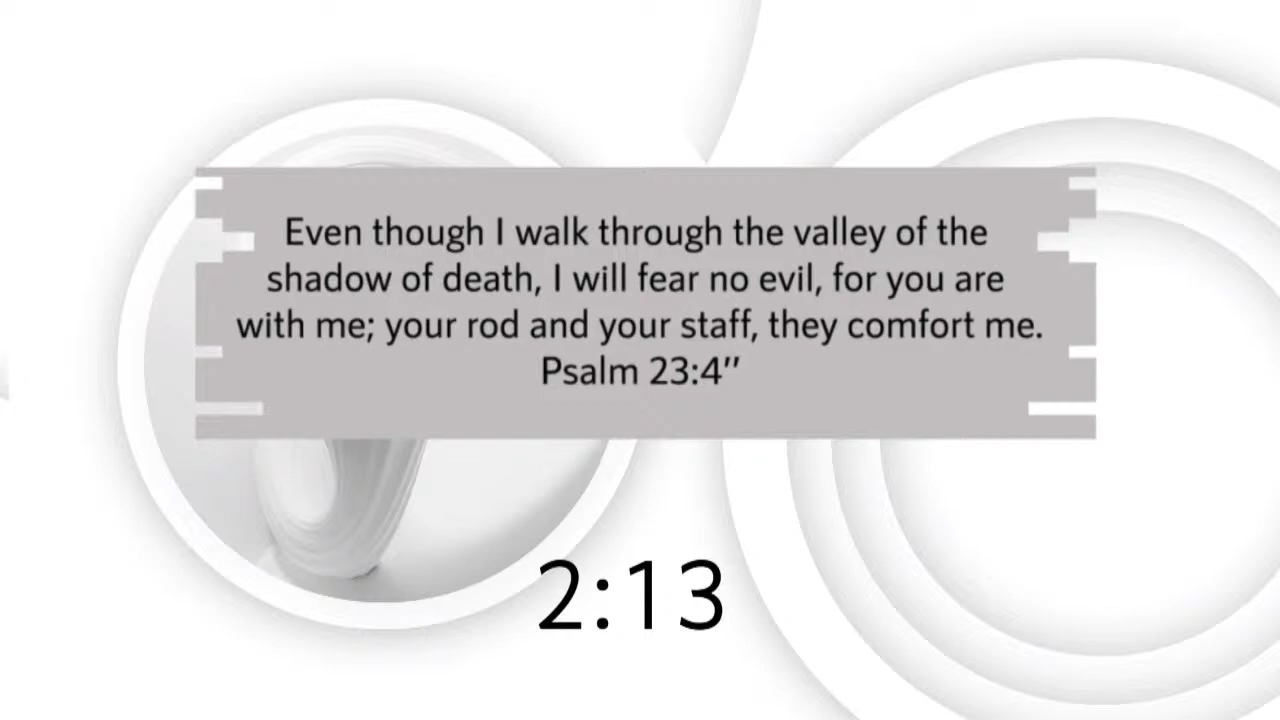 Even though I walk through the valley of the
shadow of death, I will fear no evil, for you are
with me; your rod and your staff, they comfort me.
Psalm 23:4"
2:13